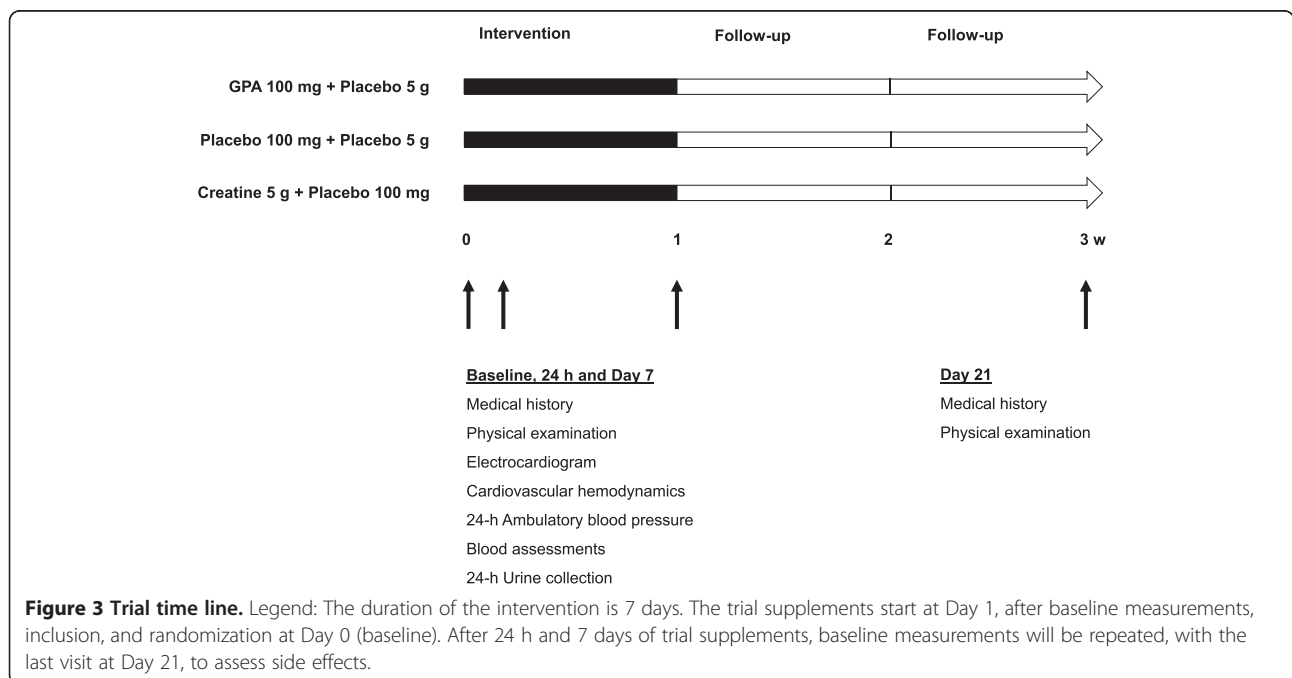 Intervention Follow-up Follow-up
GPA 100 mg + Placebo 5 g
Placebo 100 mg + Placebo 5 g
Creatine 5 g + Placebo 100 mg
0 1 2 3 w
Baseline, 24 h and Day 7
Medical history
Physical examination
Electrocardiogram
Cardiovascular hemodynamics
24-h Ambulatory blood pressure
Blood assessments
24-h Urine collection
Day 21
Medical history
Physical examination
Figure 3 Trial time line. Legend: The duration of the intervention is 7 days. The trial supplements start at Day 1, after baseline measurements,
inclusion, and randomization at Day 0 (baseline). After 24 h and 7 days of trial supplements, baseline measurements will be repeated, with the
last visit at Day 21, to assess side effects.